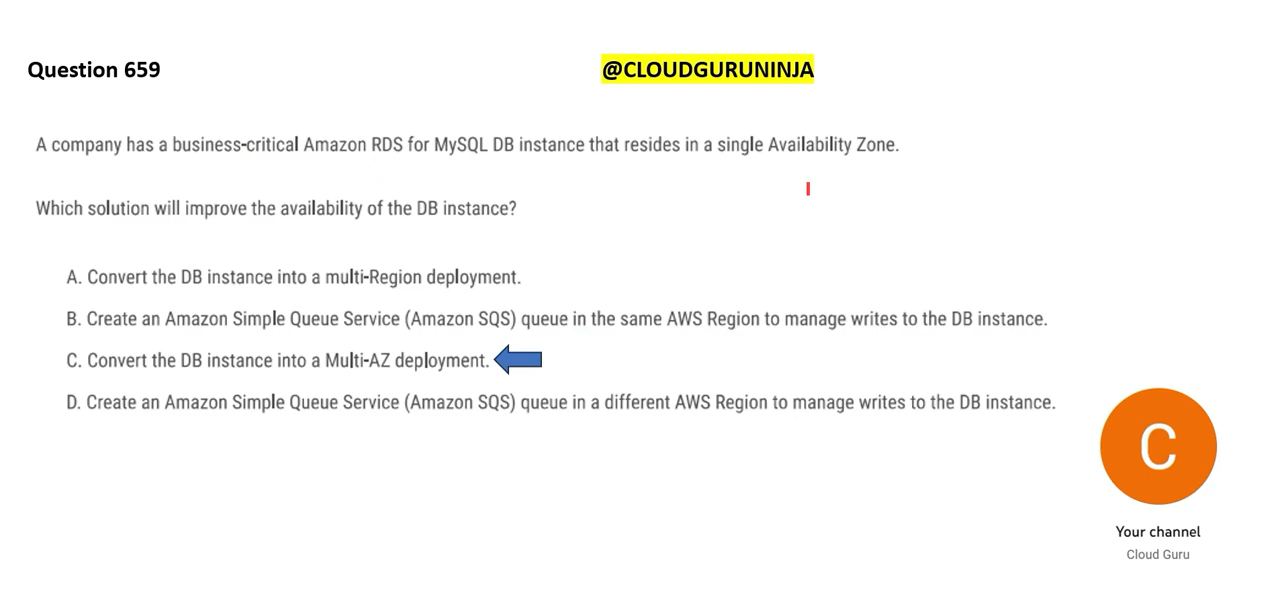 Question 659
@CLOUDGURUNINJA
A company has a business-critical Amazon RDS for MySQL DB instance that resides in a single Availability Zone.
Which solution will improve the availability of the DB instance?
A. Convert the DB instance into a multi-Region deployment.
B. Create an Amazon Simple Queue Service (Amazon SQS) queue in the same AWS Region to manage writes to the DB instance.
C. Convert the DB instance into a Multi-AZ deployment.
D. Create an Amazon Simple Queue Service (Amazon SQS) queue in a different AWS Region to manage writes to the DB instance.
C
Your channel
Cloud Guru